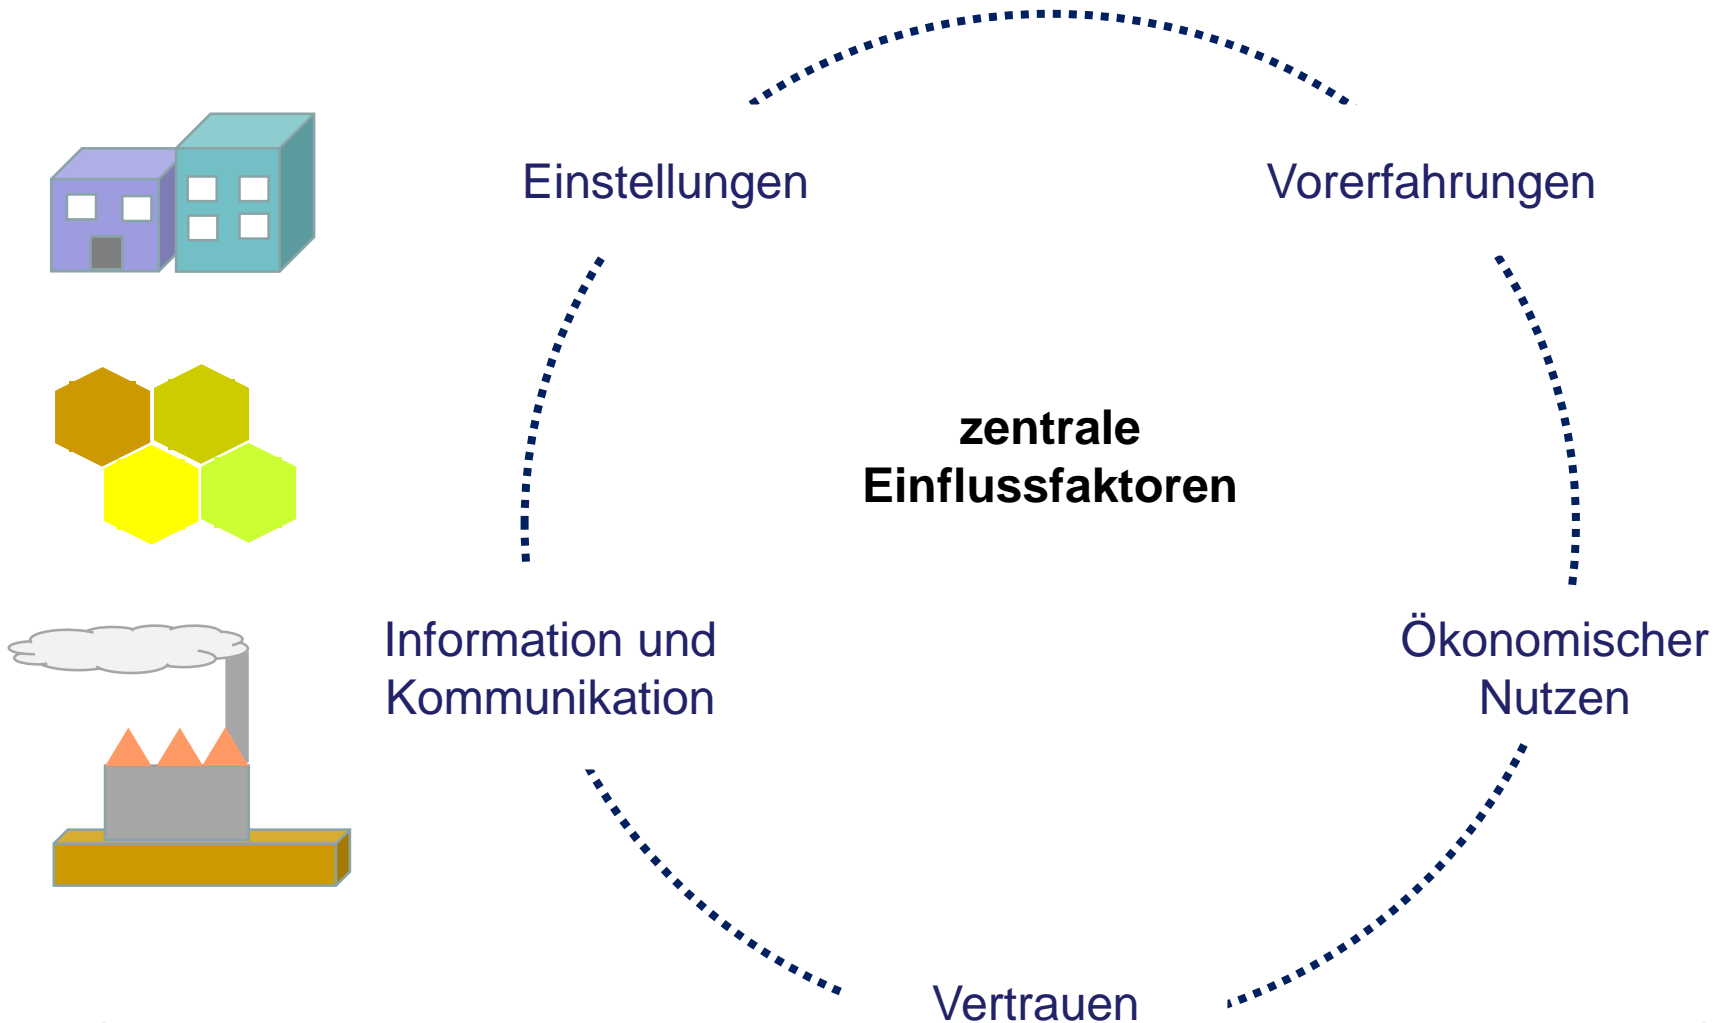 Einstellungen
Vorerfahrungen
zentrale
Einflussfaktoren
Information und
Kommunikation
Ökonomischer
Nutzen
Vertrauen